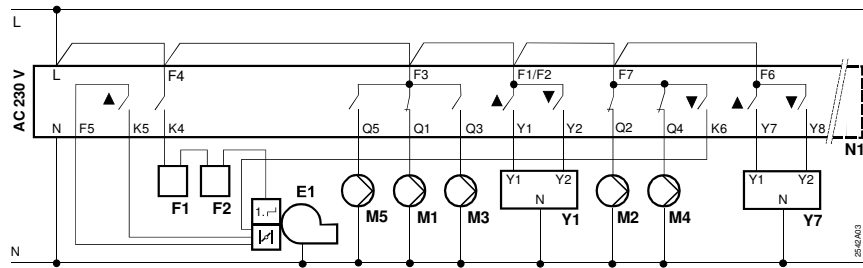 L
AC 230 V
L F4 F3 F1/F2 F7 F6
N F5 K5 K4 Q5 Q1 Q3 Y1 Y2 Q2 Q4 K6 Y7 Y8
N1
F1 F2 E1 M5 M1 M3 Y1 Y2 N Y1 M2 M4 Y1 Y2 N Y7
1..
N
2542A03